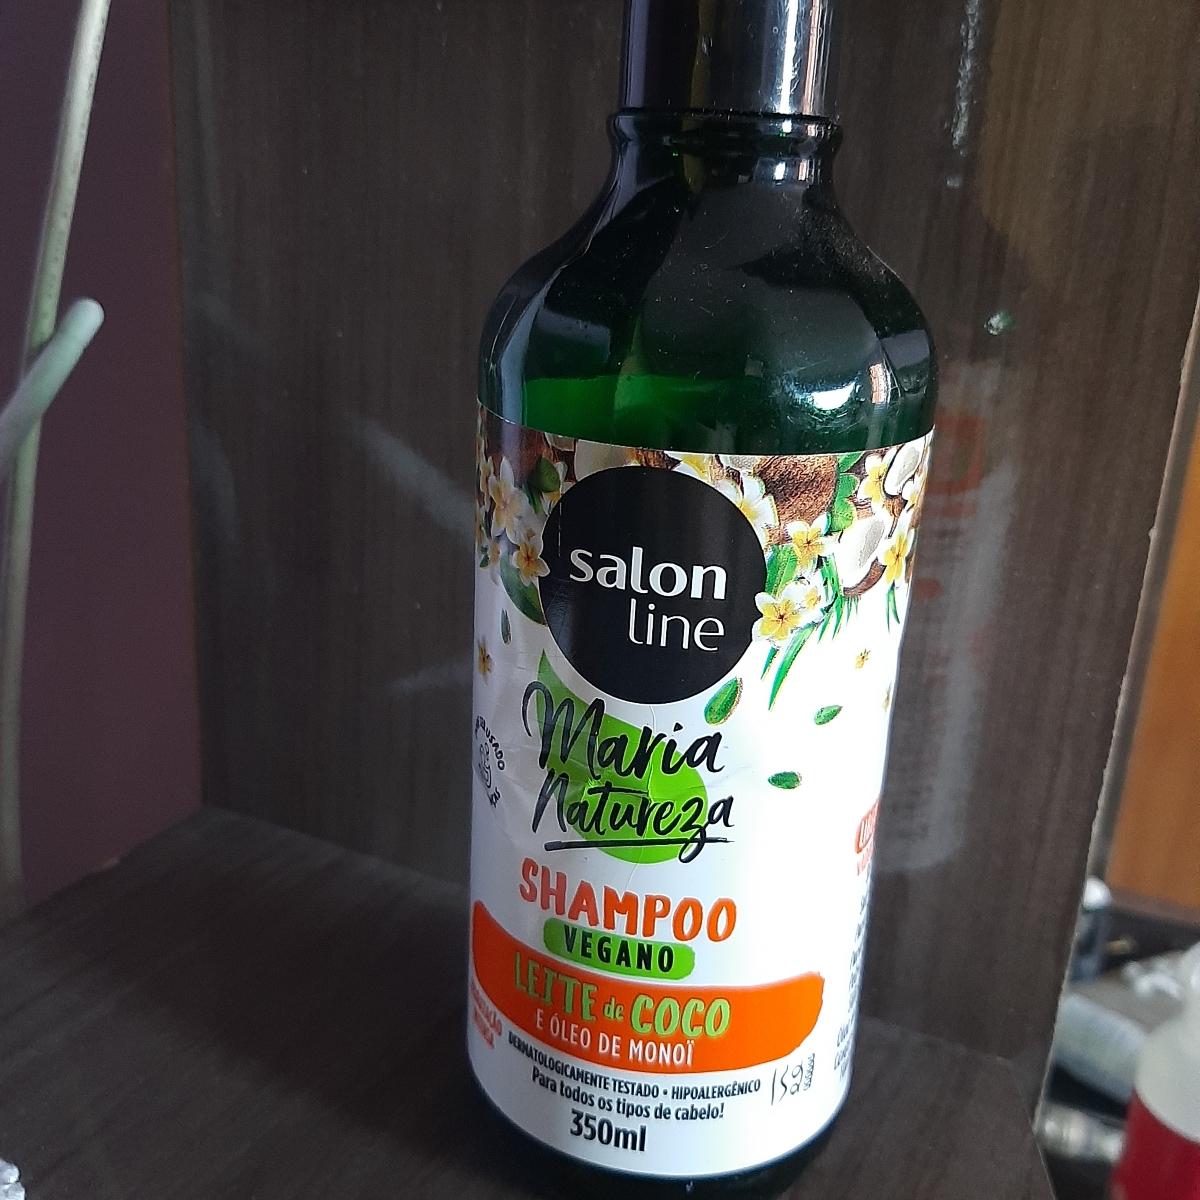 salon
line
Maria
Natureza
SHAMPOO
VEGANO
LEITE de COCO
E ÓLEO DE MONOÏ
DERMATOLOGICAMENTE TESTADO • HIPOALERGÊNICO
Para todos os tipos de cabelo!
350ml